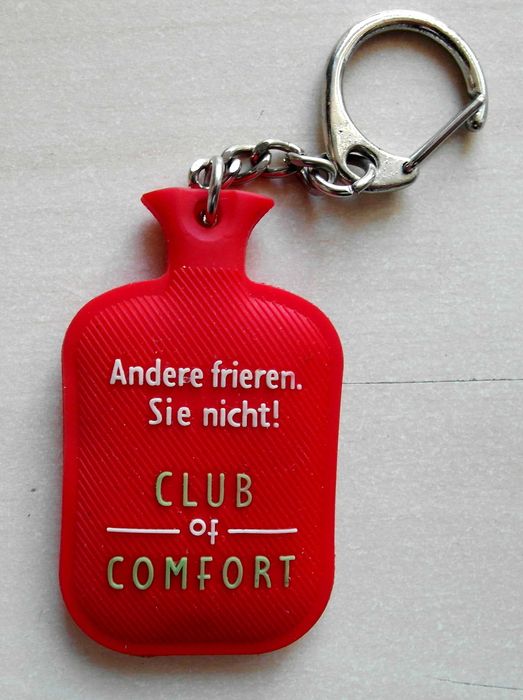 Andere frieren.
Sie nicht!
CLUB
of
COMFORT